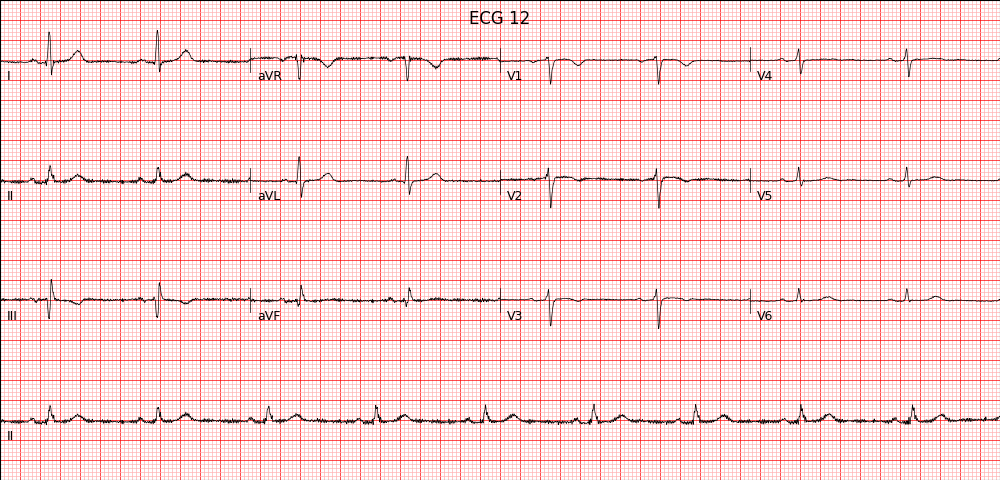 ECG 12
I aVR V1 V4
II aVL V2 V5
III aVF V3 V6
II